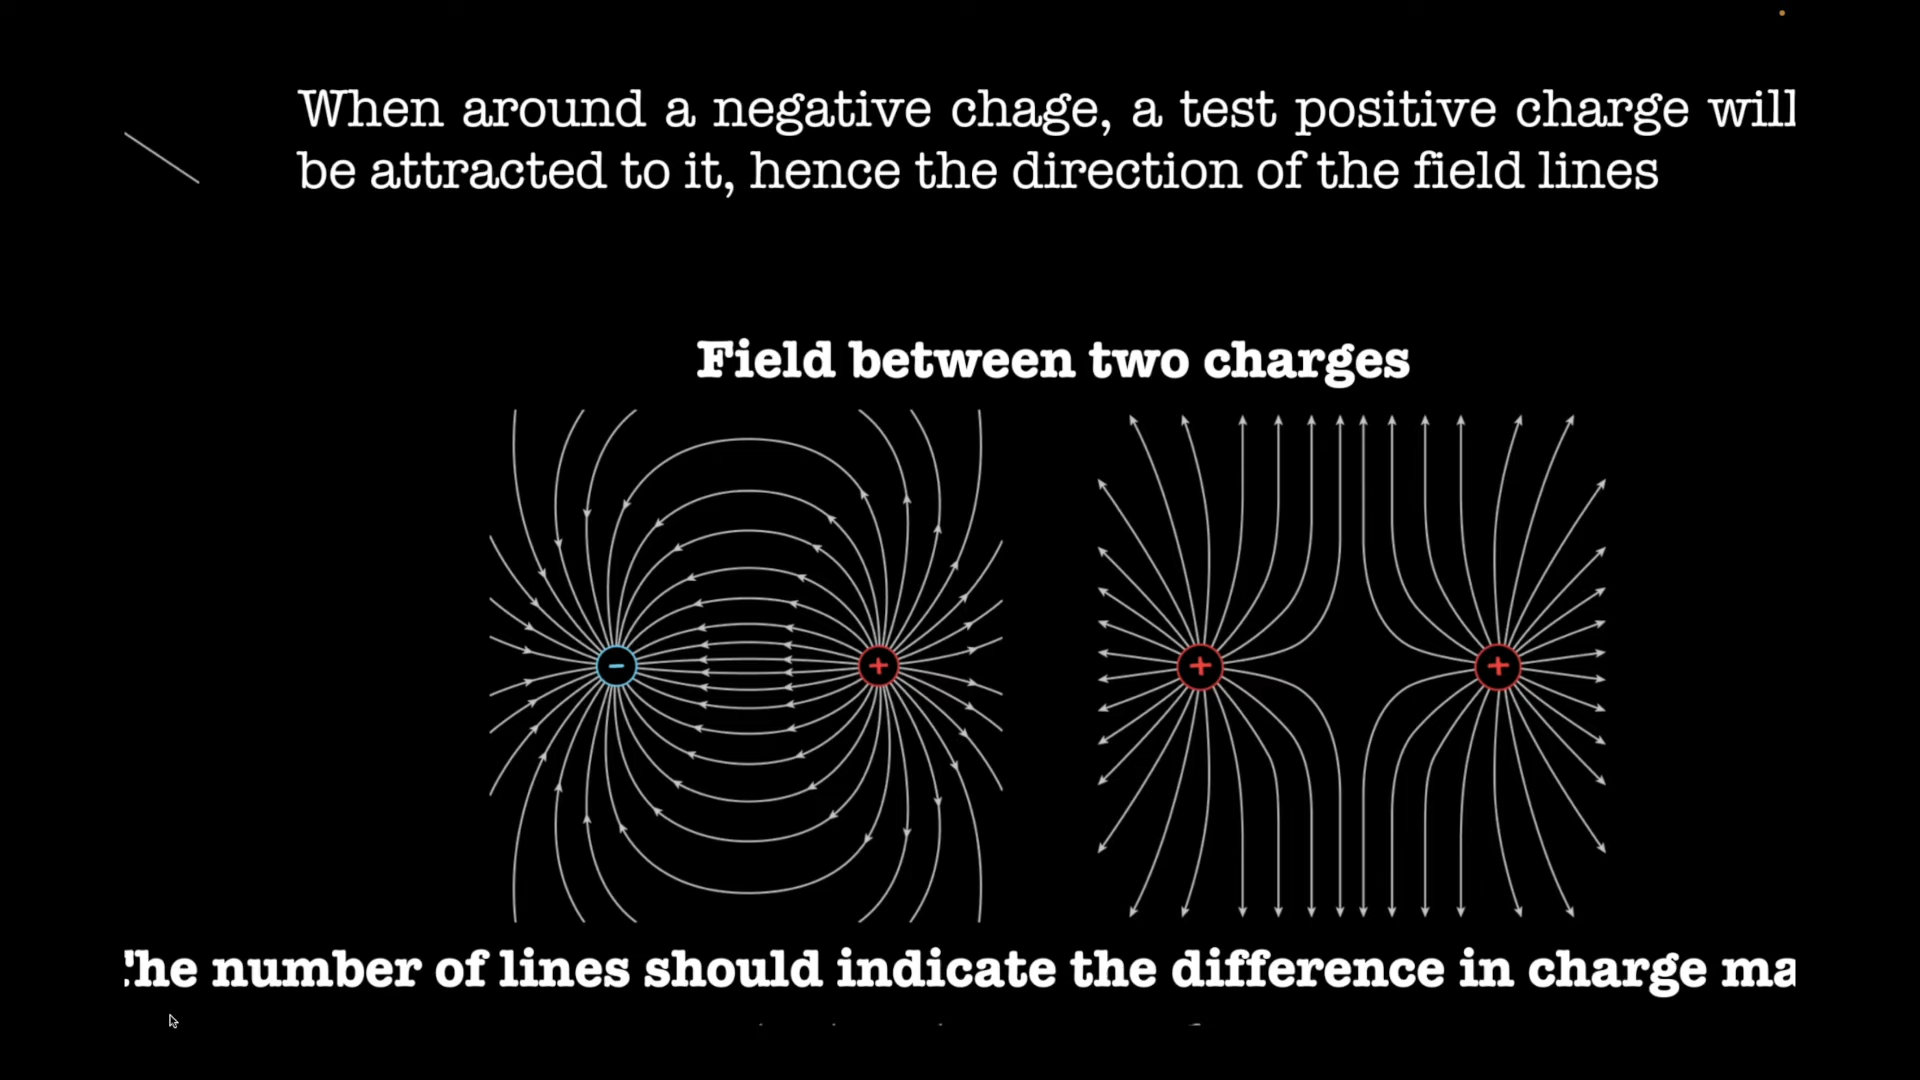 When around a negative chage, a test positive charge will
be attracted to it, hence the direction of the field lines
Field between two charges
−
+
+
+
The number of lines should indicate the difference in charge ma